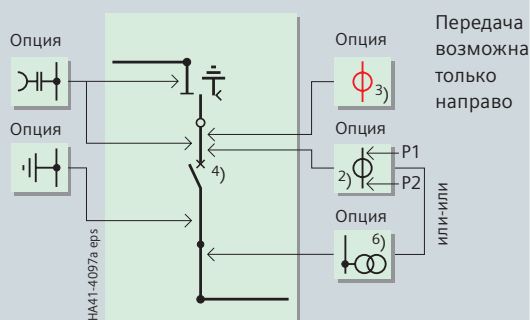 Опция
Опция
Опция
3)
Передача
возможна
только
направо
4)
Опция
2)
P1
P2
или-или
Опция
6)
HA41-4097a eps